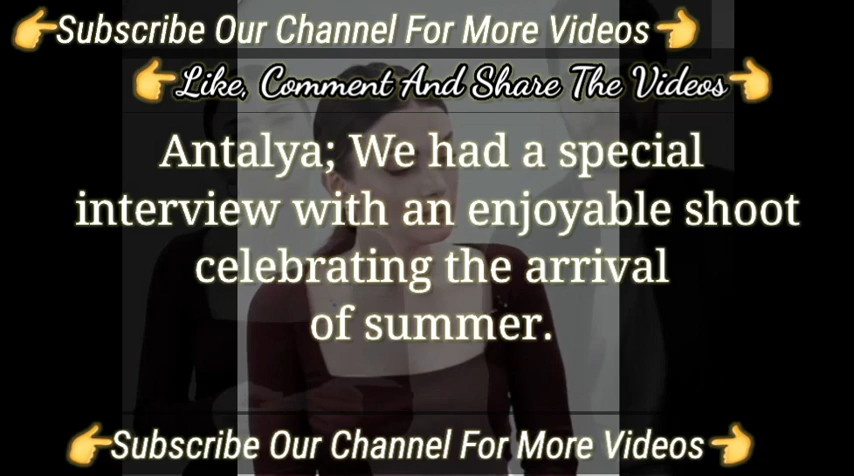 👉Subscribe Our Channel For More Videos👈
👉Like, Comment And Share The Videos👈
Antalya; We had a special
interview with an enjoyable shoot
celebrating the arrival
of summer.
👉Subscribe Our Channel For More Videos👈